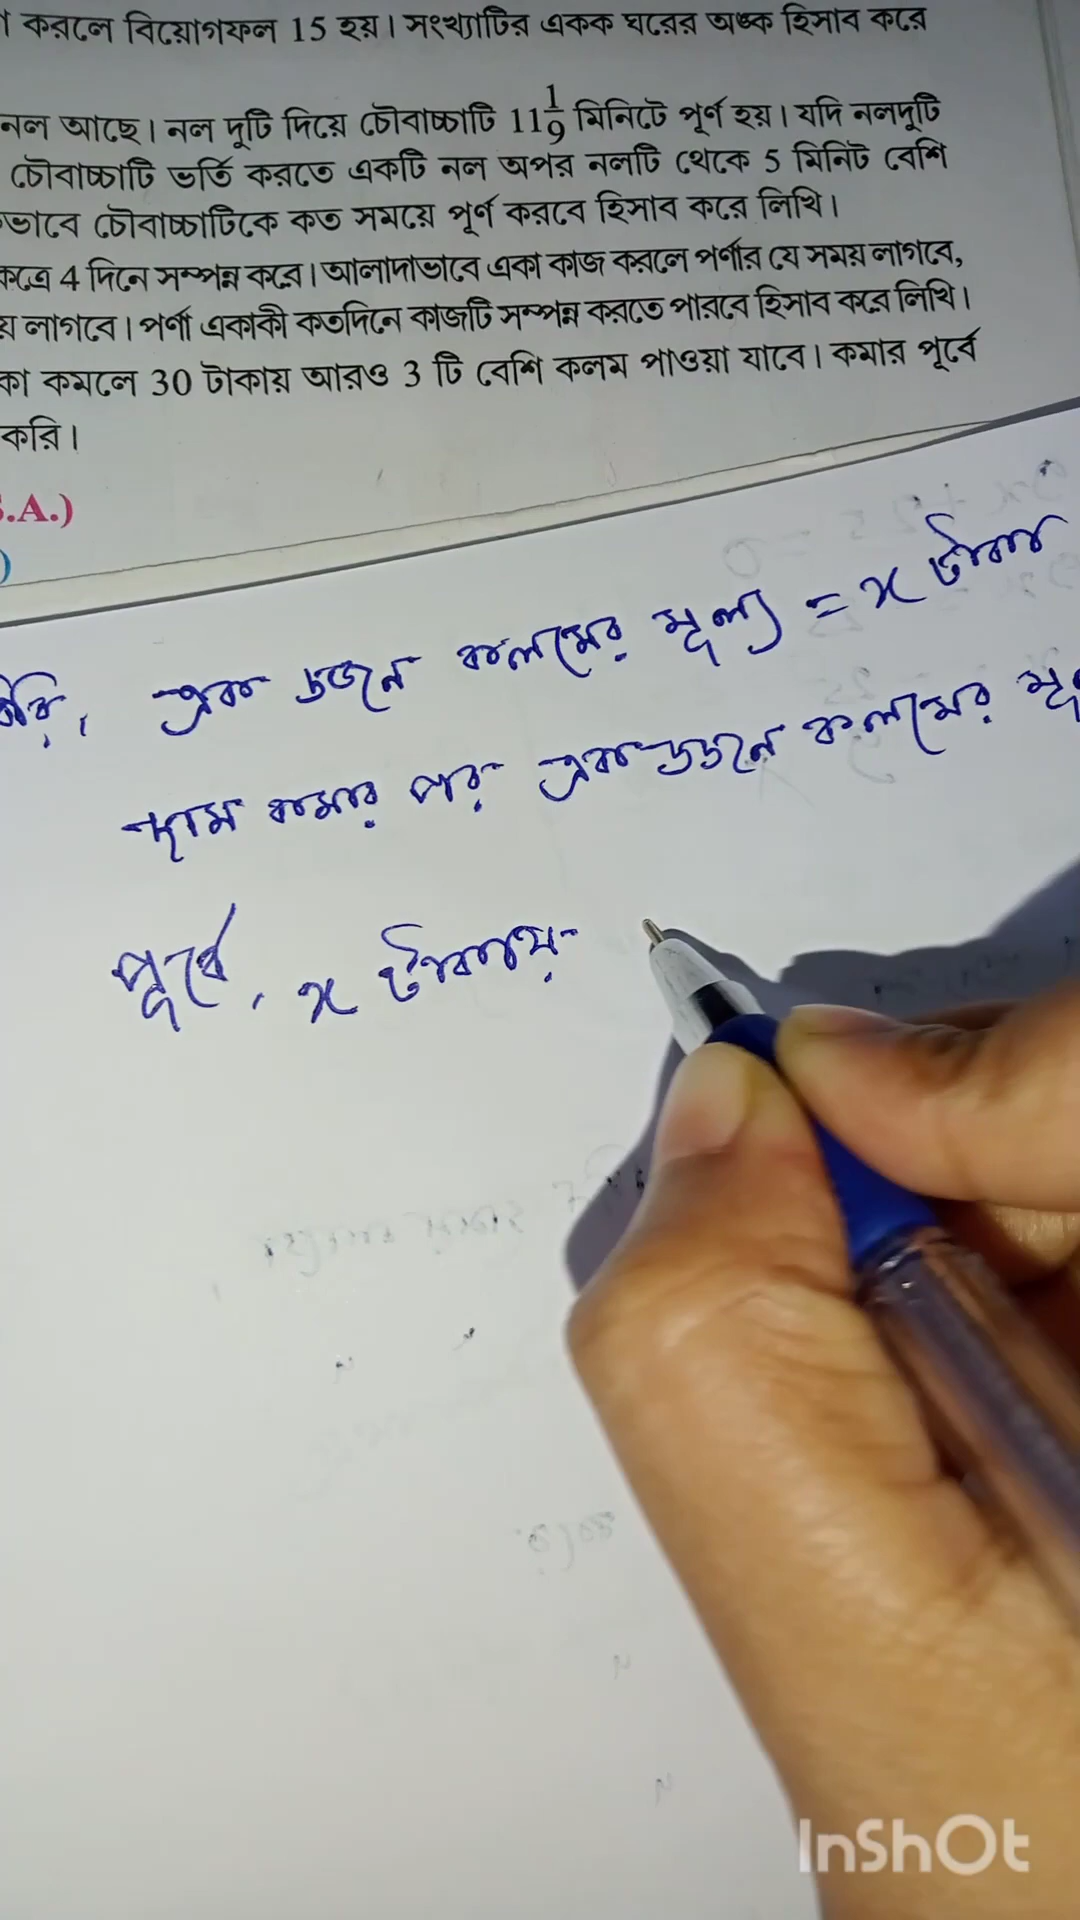 করলে বিয়োগফল 15 হয়। সংখ্যাটির একক ঘরের অঙ্ক হিসাব করে
নল আছে। নল দুটি দিয়ে চৌবাচ্চাটি 11 1/9 মিনিটে পূর্ণ হয়। যদি নলদুটি
চৌবাচ্চাটি ভর্তি করতে একটি নল অপর নলটি থেকে 5 মিনিট বেশি
ভাবে চৌবাচ্চাটিকে কত সময়ে পূর্ণ করবে হিসাব করে লিখি।
কত্রে 4 দিনে সম্পন্ন করে। আলাদাভাবে একা কাজ করলে পর্ণার যে সময় লাগবে,
য় লাগবে। পর্ণা একাকী কতদিনে কাজটি সম্পন্ন করতে পারবে হিসাব করে লিখি।
কা কমলে 30 টাকায় আরও 3 টি বেশি কলম পাওয়া যাবে। কমার পূর্বে
করি।
.A.)
)
এক ডজন কলমের মূল্য = x টাকা
দাম কমার পর এক ডজন কলমের
পূর্বে, x টাকায়
InShOt